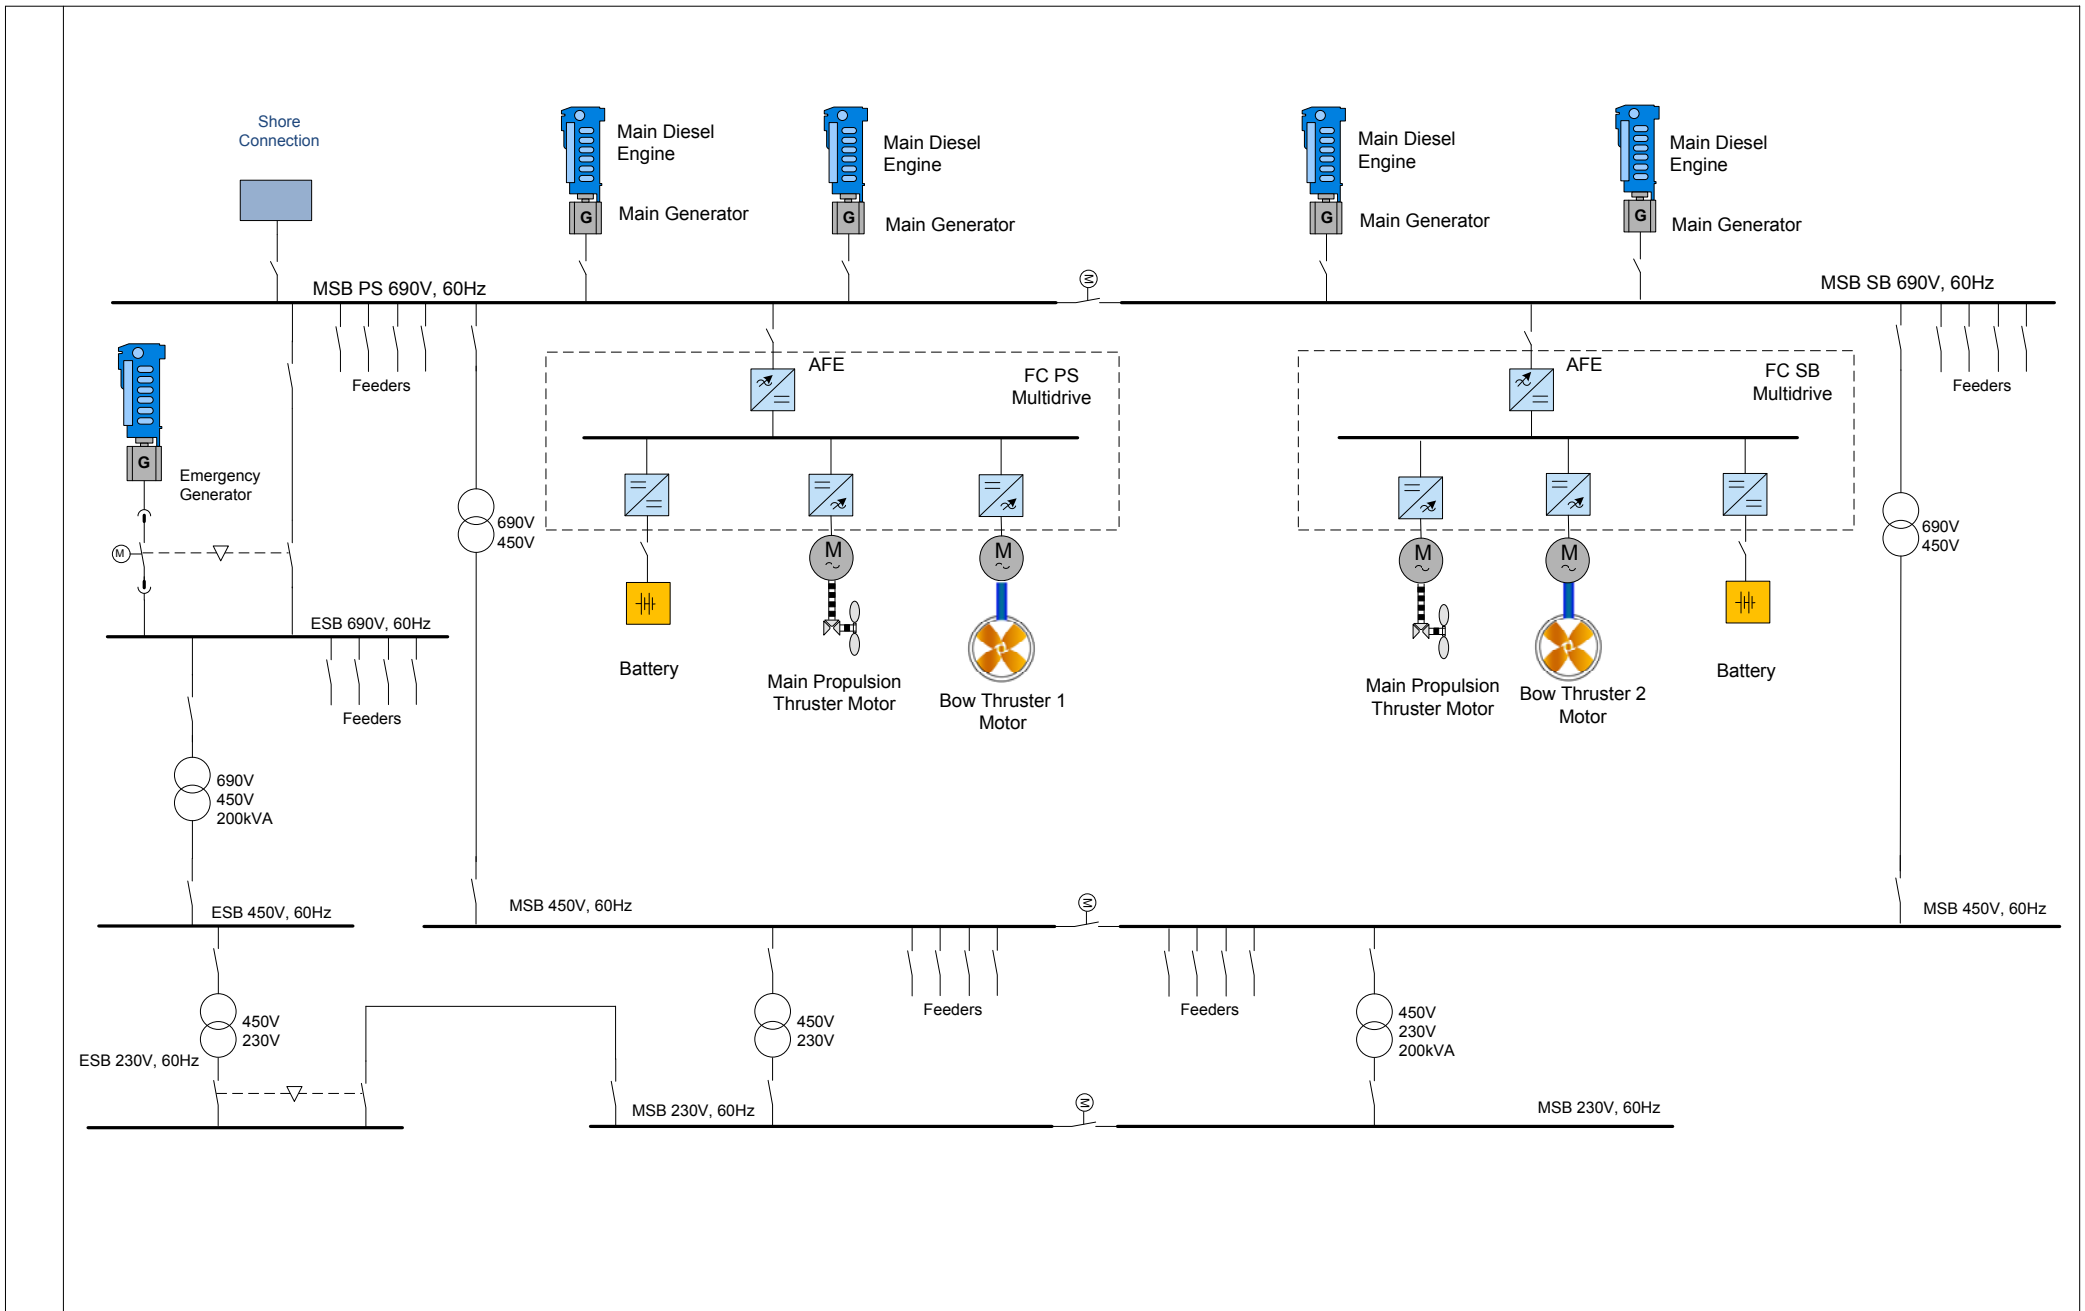 Shore
Connection
Main Diesel
Engine
Main Generator
Main Diesel
Engine
Main Generator
Main Diesel
Engine
Main Generator
Main Diesel
Engine
Main Generator
G
G
G
G
MSB PS 690V, 60Hz
M
MSB SB 690V, 60Hz
Feeders
AFE
FC PS
Multidrive
AFE
FC SB
Multidrive
Feeders
G
Emergency
Generator
M
690V
450V
690V
450V
M
M
M
M
ESB 690V, 60Hz
Feeders
Battery
Main Propulsion
Thruster Motor
Bow Thruster 1
Motor
Main Propulsion
Thruster Motor
Bow Thruster 2
Motor
Battery
690V
450V
200kVA
ESB 450V, 60Hz
MSB 450V, 60Hz
M
MSB 450V, 60Hz
Feeders
Feeders
450V
230V
450V
230V
450V
230V
200kVA
ESB 230V, 60Hz
MSB 230V, 60Hz
M
MSB 230V, 60Hz